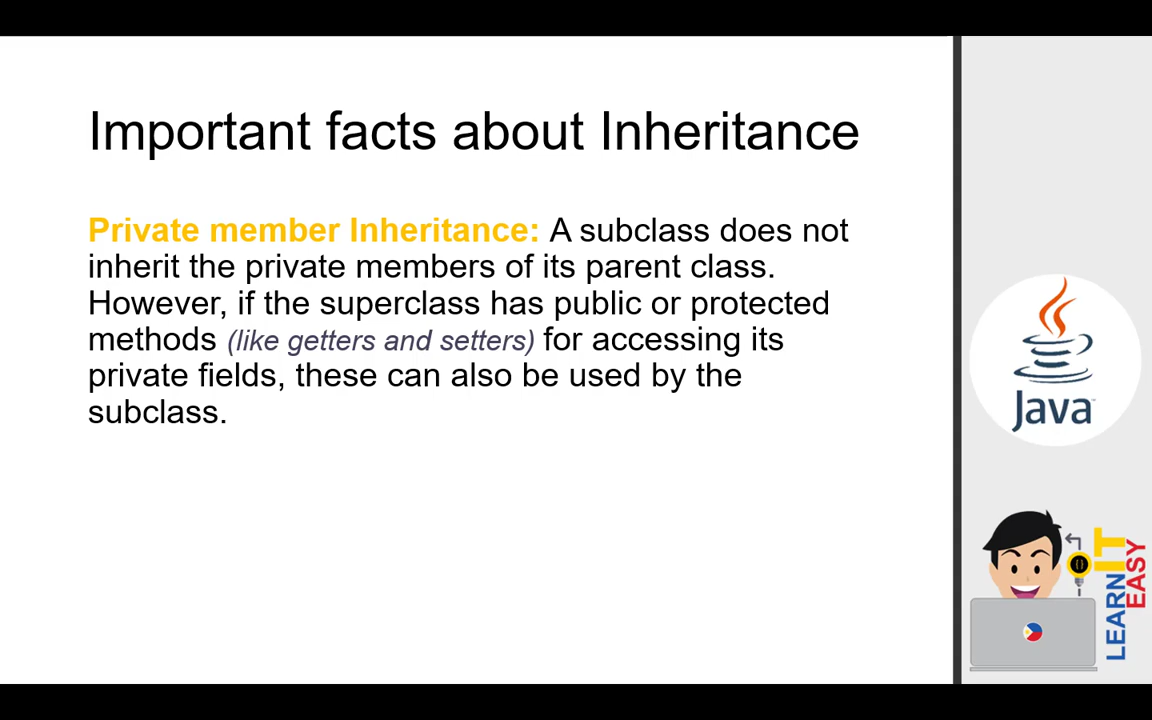 Important facts about Inheritance
Private member Inheritance: A subclass does not
inherit the private members of its parent class.
However, if the superclass has public or protected
methods (like getters and setters) for accessing its
private fields, these can also be used by the
subclass.
Java™
LEARN IT
EASY